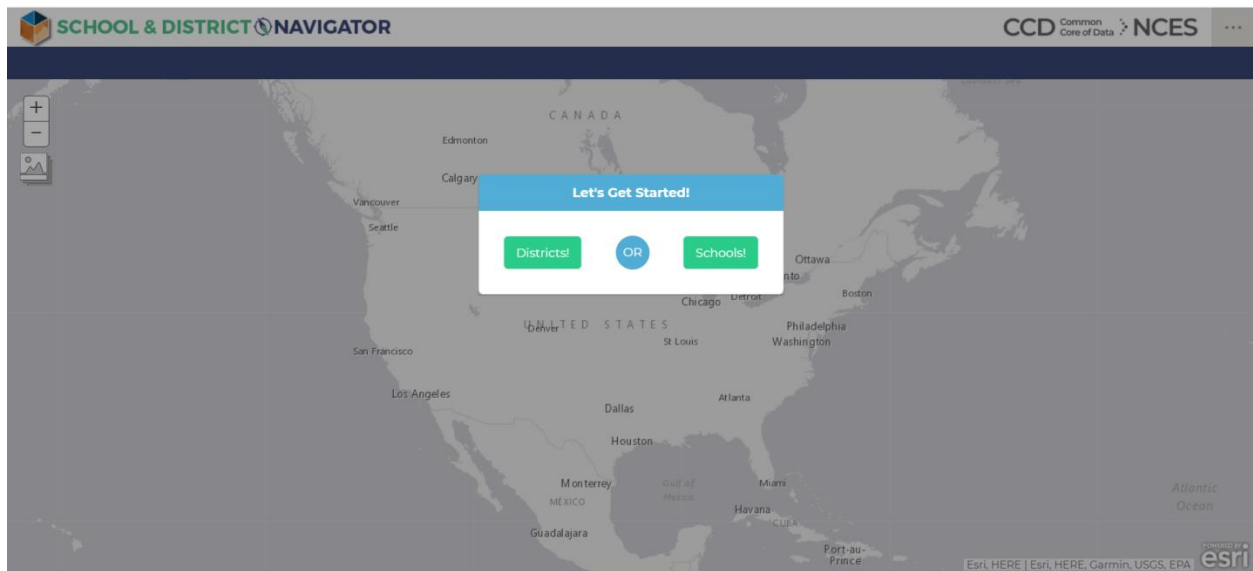 SCHOOL & DISTRICT NAVIGATOR
CCD Common Core of Data NCES
...
+
−
CANADA
Edmonton
Calgary
Vancouver
Seattle
Let's Get Started!
Districts!
OR
Schools!
Ottawa
Chicago
Detroit
Boston
UNITED STATES
Denver
Philadelphia
St Louis
Washington
San Francisco
Los Angeles
Atlanta
Dallas
Houston
Monterrey
Gulf of
Mexico
Miami
MÉXICO
Havana
CUBA
Guadalajara
Port-au-
Prince
Atlantic
Ocean
Esri, HERE | Esri, HERE, Garmin, USGS, EPA
POWERED BY
esri